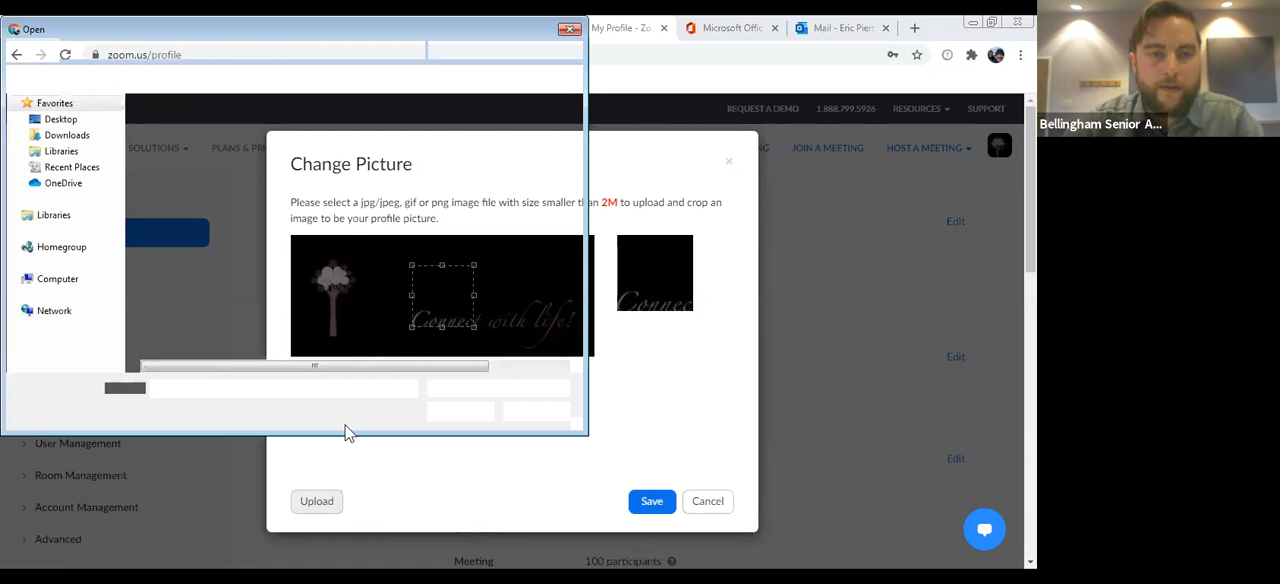 Open
My Profile - Zo
Microsoft Offic
Mail - Eric Piers
zoom.us/profile
Favorites
Desktop
Downloads
Libraries
Recent Places
OneDrive
Libraries
Homegroup
Computer
Network
REQUEST A DEMO
1.888.799.5926
RESOURCES
SUPPORT
SOLUTIONS
PLANS & PRI
JOIN A MEETING
HOST A MEETING
Change Picture
Please select a jpg/jpeg, gif or png image file with size smaller than 2M to upload and crop an
image to be your profile picture.
Connect with life!
Connec
Edit
Edit
Edit
User Management
Room Management
Account Management
Advanced
Upload
Save
Cancel
Meeting
100 participants
Bellingham Senior A...